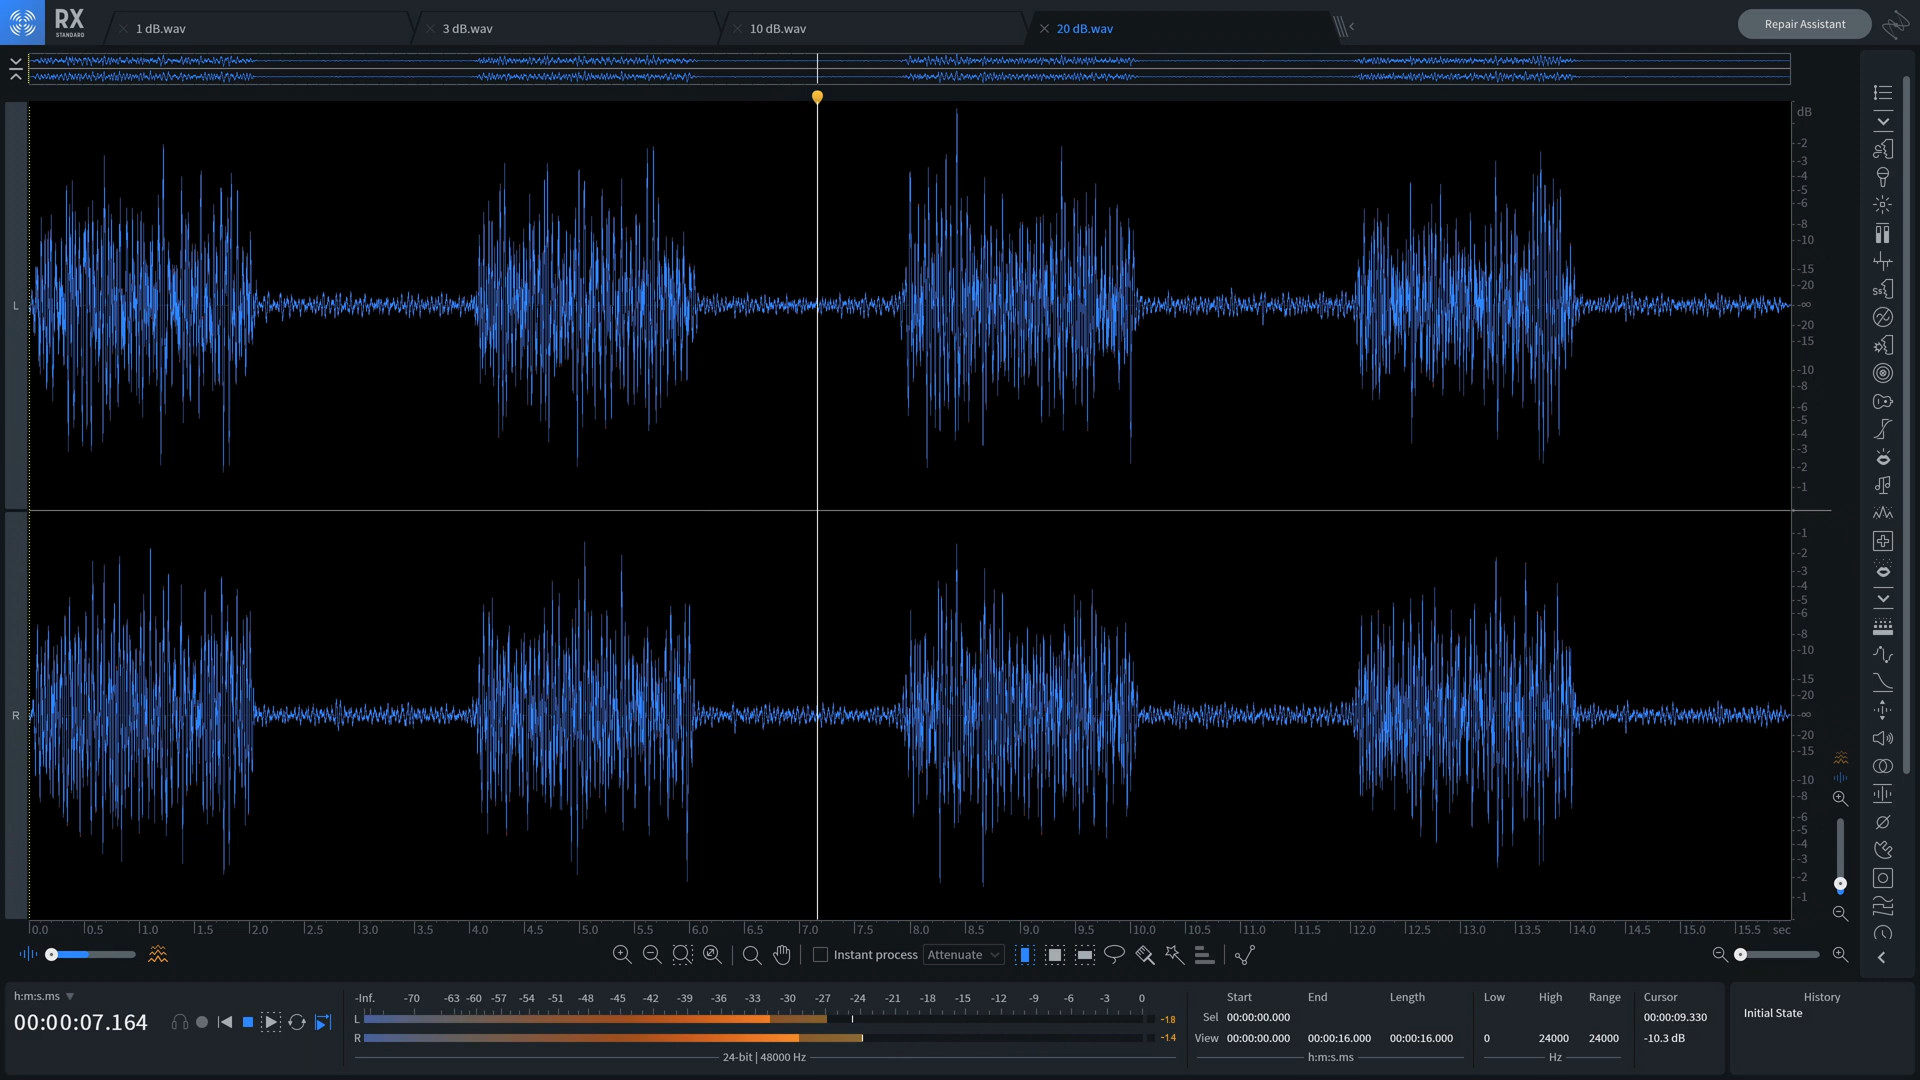 RX
STANDARD
1 dB.wav
3 dB.wav
10 dB.wav
20 dB.wav
Repair Assistant
dB
-2
-3
-4
-5
-6
-8
-10
-15
-20
-∞
-20
-15
-10
-8
-6
-5
-4
-3
-2
-1
L
-1
-2
-3
-4
-5
-6
-8
-10
-15
-20
-∞
-20
-15
-10
-8
-6
-5
-4
-3
-2
-1
R
0.0 0.5 1.0 1.5 2.0 2.5 3.0 3.5 4.0 4.5 5.0 5.5 6.0 6.5 7.0 7.5 8.0 8.5 9.0 9.5 10.0 10.5 11.0 11.5 12.0 12.5 13.0 13.5 14.0 14.5 15.0 15.5 sec
Instant process Attenuate
h:m:s.ms
00:00:07.164
-Inf. -70 -63 -60 -57 -54 -51 -48 -45 -42 -39 -36 -33 -30 -27 -24 -21 -18 -15 -12 -9 -6 -3 0
L -1.8
R -1.4
24-bit | 48000 Hz
Start End Length
Sel 00:00:00.000
View 00:00:00.000 00:00:16.000 00:00:16.000
h:m:s.ms
Low High Range
0 24000 24000
Hz
Cursor
00:00:09.330
-10.3 dB
History
Initial State